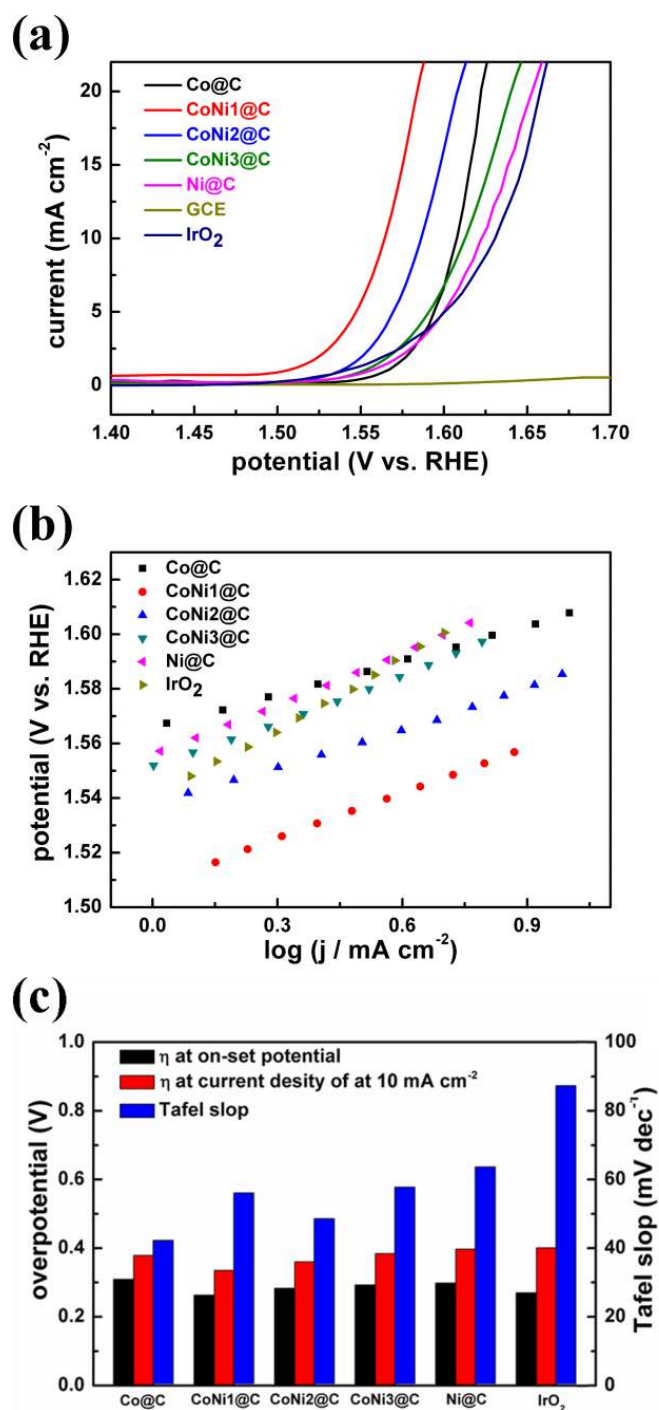 (a)
20
15
10
5
0
current (mA cm⁻²)
Co@C
CoNi1@C
CoNi2@C
CoNi3@C
Ni@C
GCE
IrO₂
1.40 1.45 1.50 1.55 1.60 1.65 1.70
potential (V vs. RHE)
(b)
1.62
1.60
1.58
1.56
1.54
1.52
1.50
potential (V vs. RHE)
Co@C
CoNi1@C
CoNi2@C
CoNi3@C
Ni@C
IrO₂
0.0 0.3 0.6 0.9
log (j / mA cm⁻²)
(c)
1.0
0.8
0.6
0.4
0.2
0.0
overpotential (V)
η at on-set potential
η at current desity of at 10 mA cm⁻²
Tafel slop
100
80
60
40
20
0
Tafel slop (mV dec⁻¹)
Co@C CoNi1@C CoNi2@C CoNi3@C Ni@C IrO₂